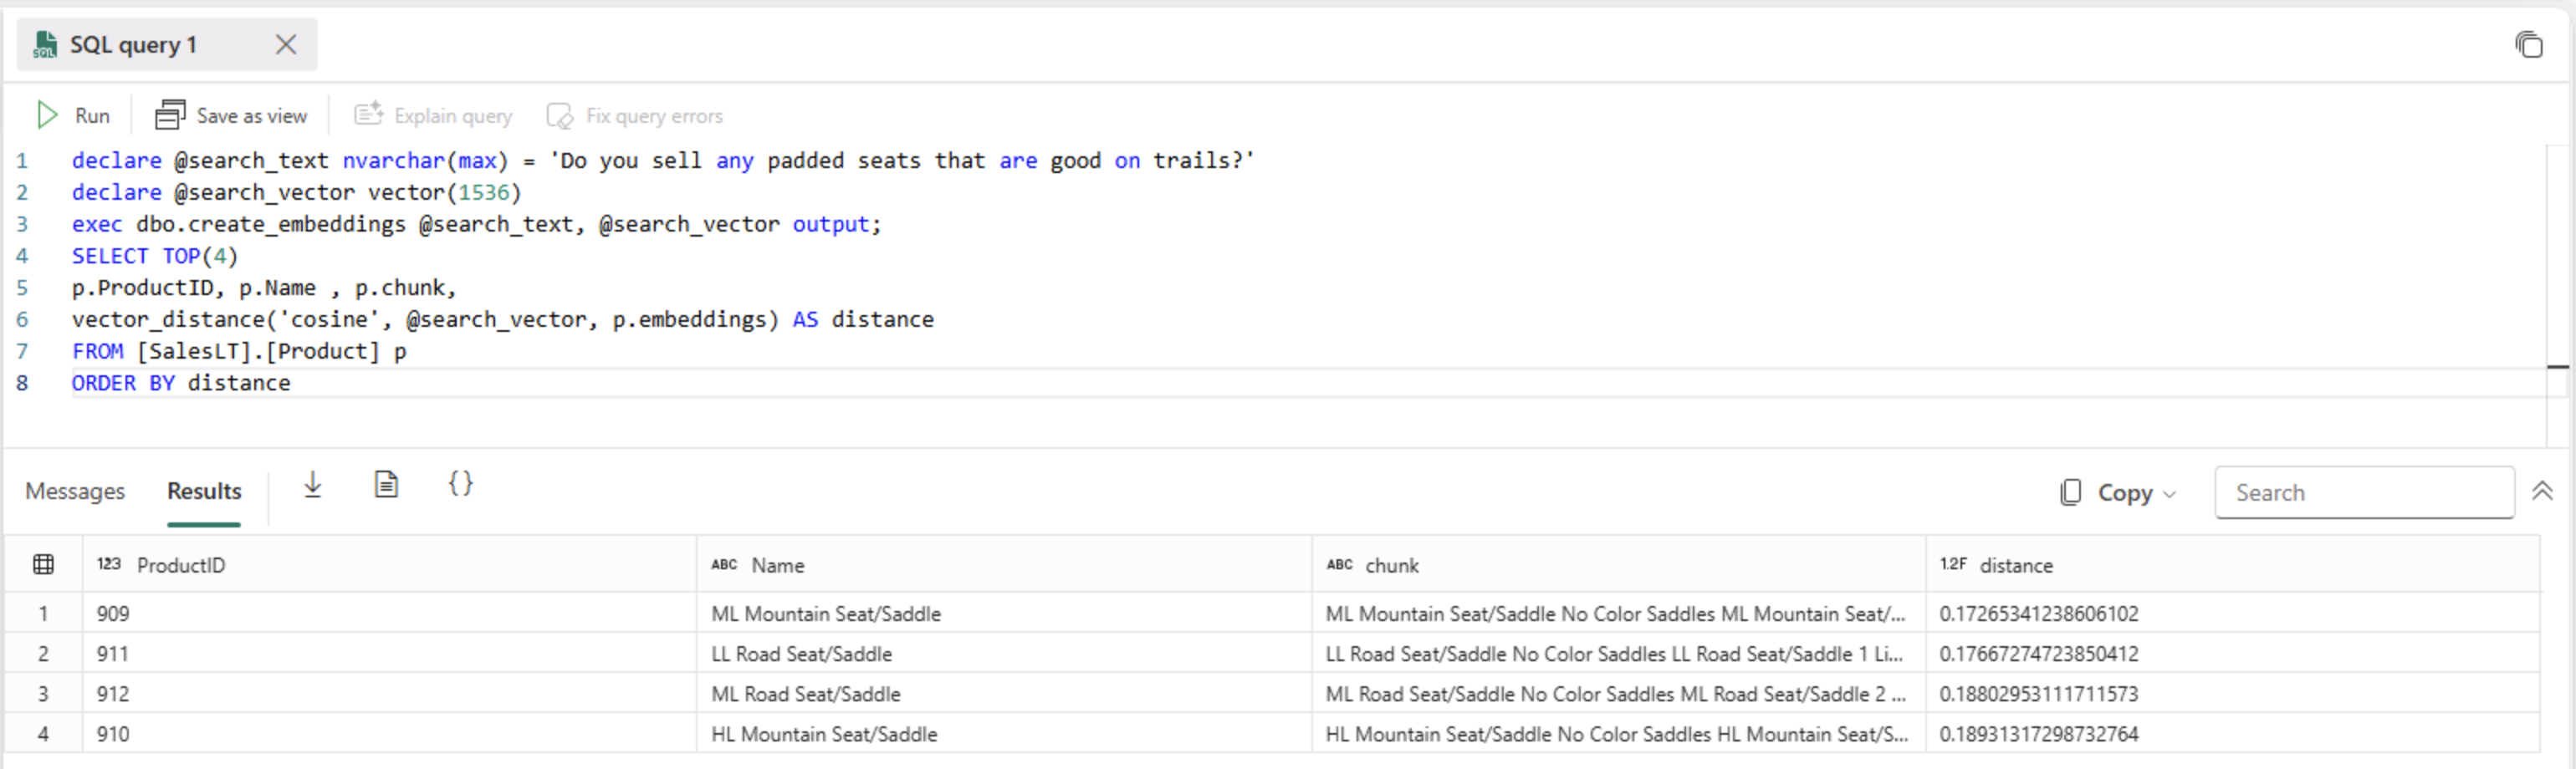 SQL query 1
Run Save as view Explain query Fix query errors
1 declare @search_text nvarchar(max) = 'Do you sell any padded seats that are good on trails?'
2 declare @search_vector vector(1536)
3 exec dbo.create_embeddings @search_text, @search_vector output;
4 SELECT TOP(4)
5 p.ProductID, p.Name , p.chunk,
6 vector_distance('cosine', @search_vector, p.embeddings) AS distance
7 FROM [SalesLT].[Product] p
8 ORDER BY distance
Messages Results {} Copy Search
123 ProductID ABC Name ABC chunk 1.2F distance
1 909 ML Mountain Seat/Saddle ML Mountain Seat/Saddle No Color Saddles ML Mountain Seat/... 0.17265341238606102
2 911 LL Road Seat/Saddle LL Road Seat/Saddle No Color Saddles LL Road Seat/Saddle 1 Li... 0.17667274723850412
3 912 ML Road Seat/Saddle ML Road Seat/Saddle No Color Saddles ML Road Seat/Saddle 2 ... 0.18802953111711573
4 910 HL Mountain Seat/Saddle HL Mountain Seat/Saddle No Color Saddles HL Mountain Seat/S... 0.18931317298732764